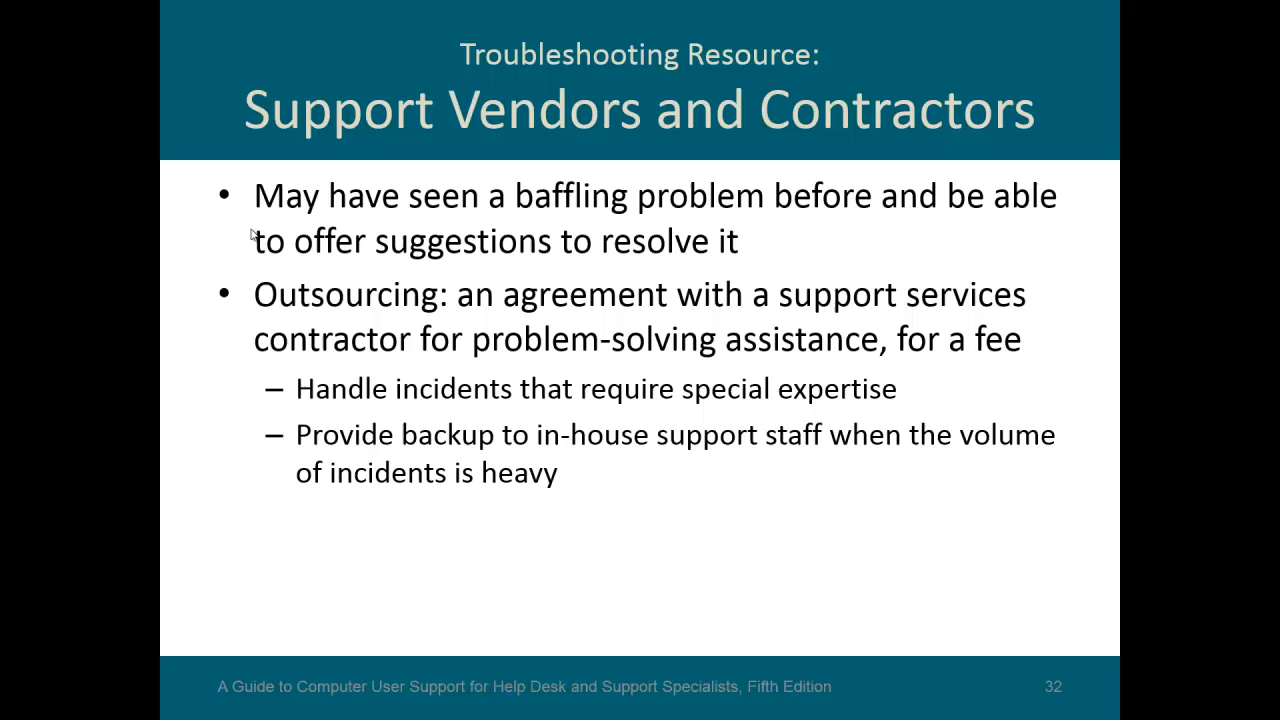 Troubleshooting Resource:
Support Vendors and Contractors
• May have seen a baffling problem before and be able
to offer suggestions to resolve it
• Outsourcing: an agreement with a support services
contractor for problem-solving assistance, for a fee
– Handle incidents that require special expertise
– Provide backup to in-house support staff when the volume
of incidents is heavy
A Guide to Computer User Support for Help Desk and Support Specialists, Fifth Edition
32